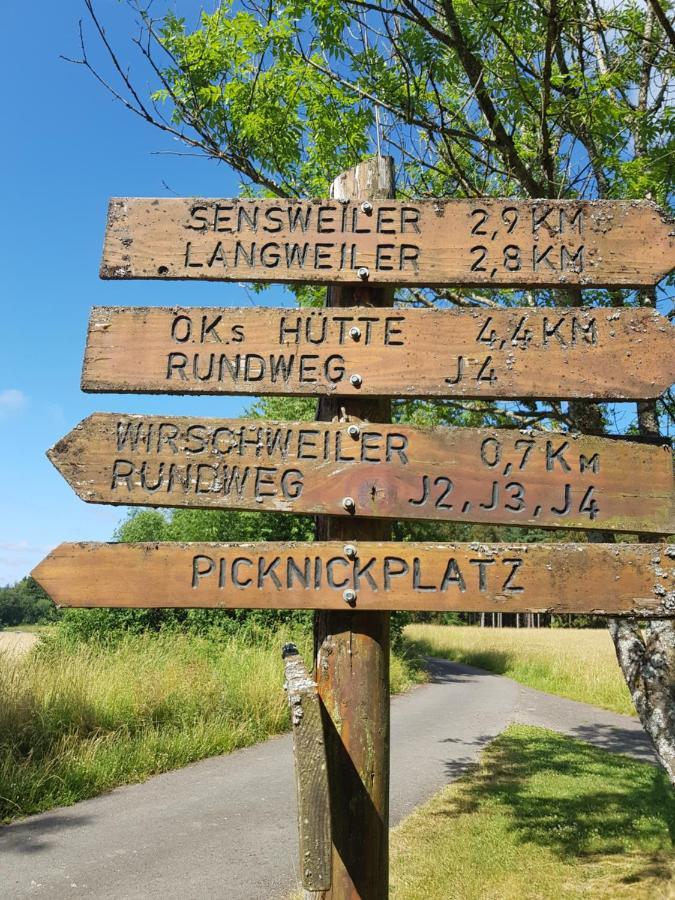 SENSWEILER 2,9 KM
LANGWEILER 2,8 KM
O.Ks HÜTTE 4,4 KM
RUNDWEG J4
WIRSCHWEILER 0,7 KM
RUNDWEG J2, J3, J4
PICKNICKPLATZ